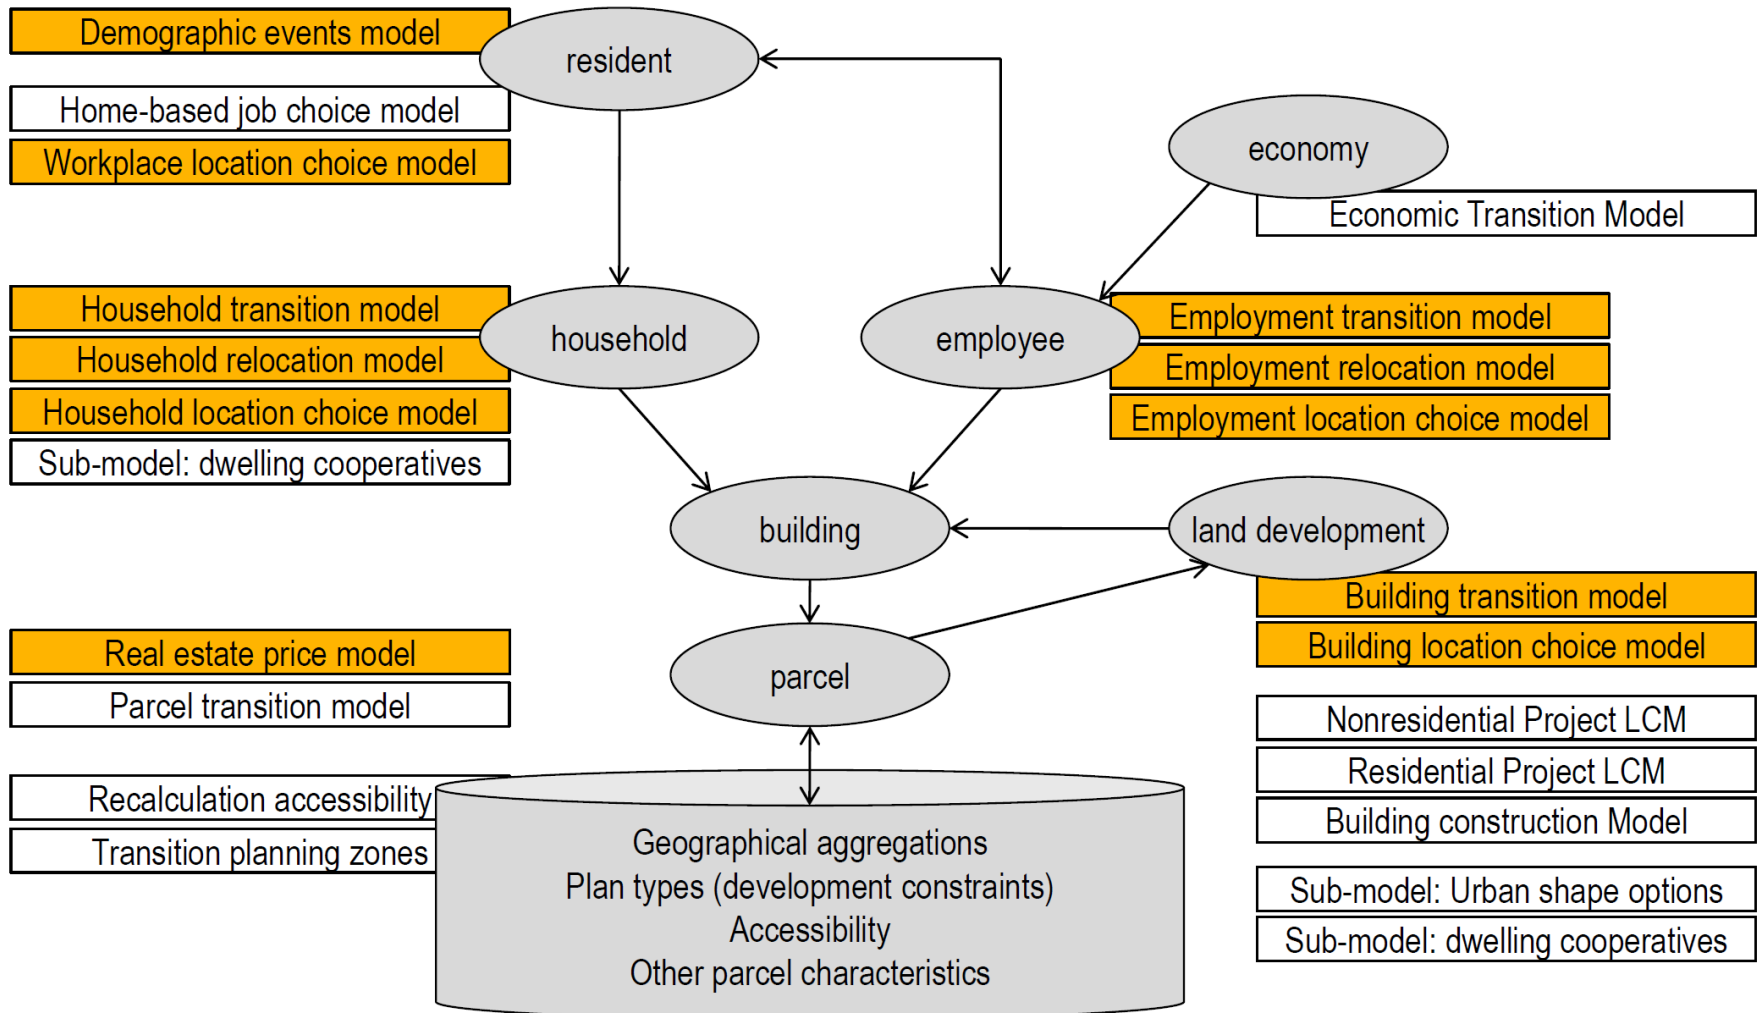 Demographic events model
resident
Home-based job choice model
Workplace location choice model
economy
Economic Transition Model
Household transition model
Household relocation model
Household location choice model
Sub-model: dwelling cooperatives
household
employee
Employment transition model
Employment relocation model
Employment location choice model
building
land development
Building transition model
Building location choice model
Real estate price model
Parcel transition model
parcel
Nonresidential Project LCM
Residential Project LCM
Building construction Model
Recalculation accessibility
Transition planning zones
Geographical aggregations
Plan types (development constraints)
Accessibility
Other parcel characteristics
Sub-model: Urban shape options
Sub-model: dwelling cooperatives